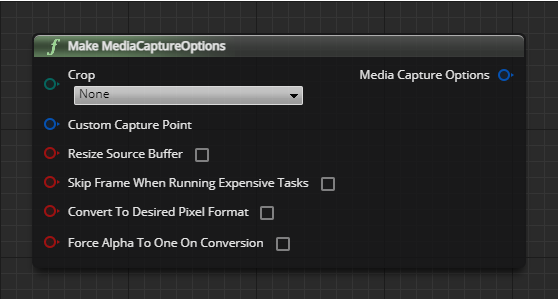 Make MediaCaptureOptions
Crop
Media Capture Options
None
Custom Capture Point
Resize Source Buffer
Skip Frame When Running Expensive Tasks
Convert To Desired Pixel Format
Force Alpha To One On Conversion